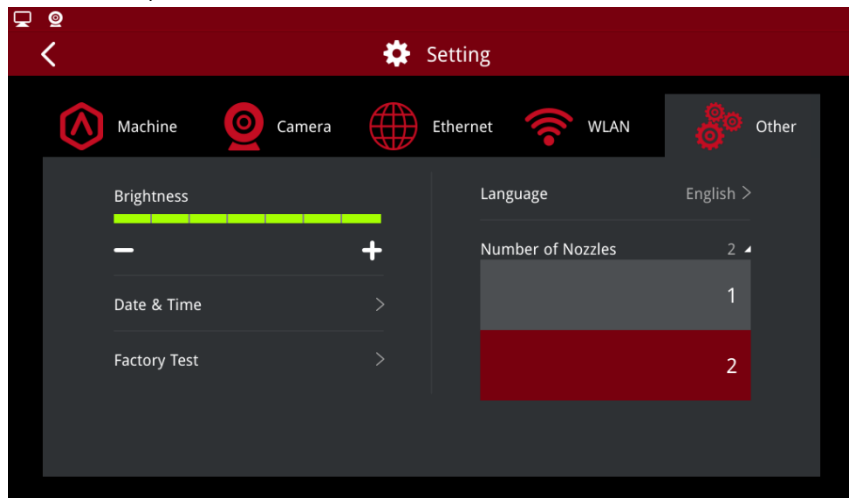 Setting
Machine
Camera
Ethernet
WLAN
Other
Brightness
Date & Time
Factory Test
Language English
Number of Nozzles 2
1
2